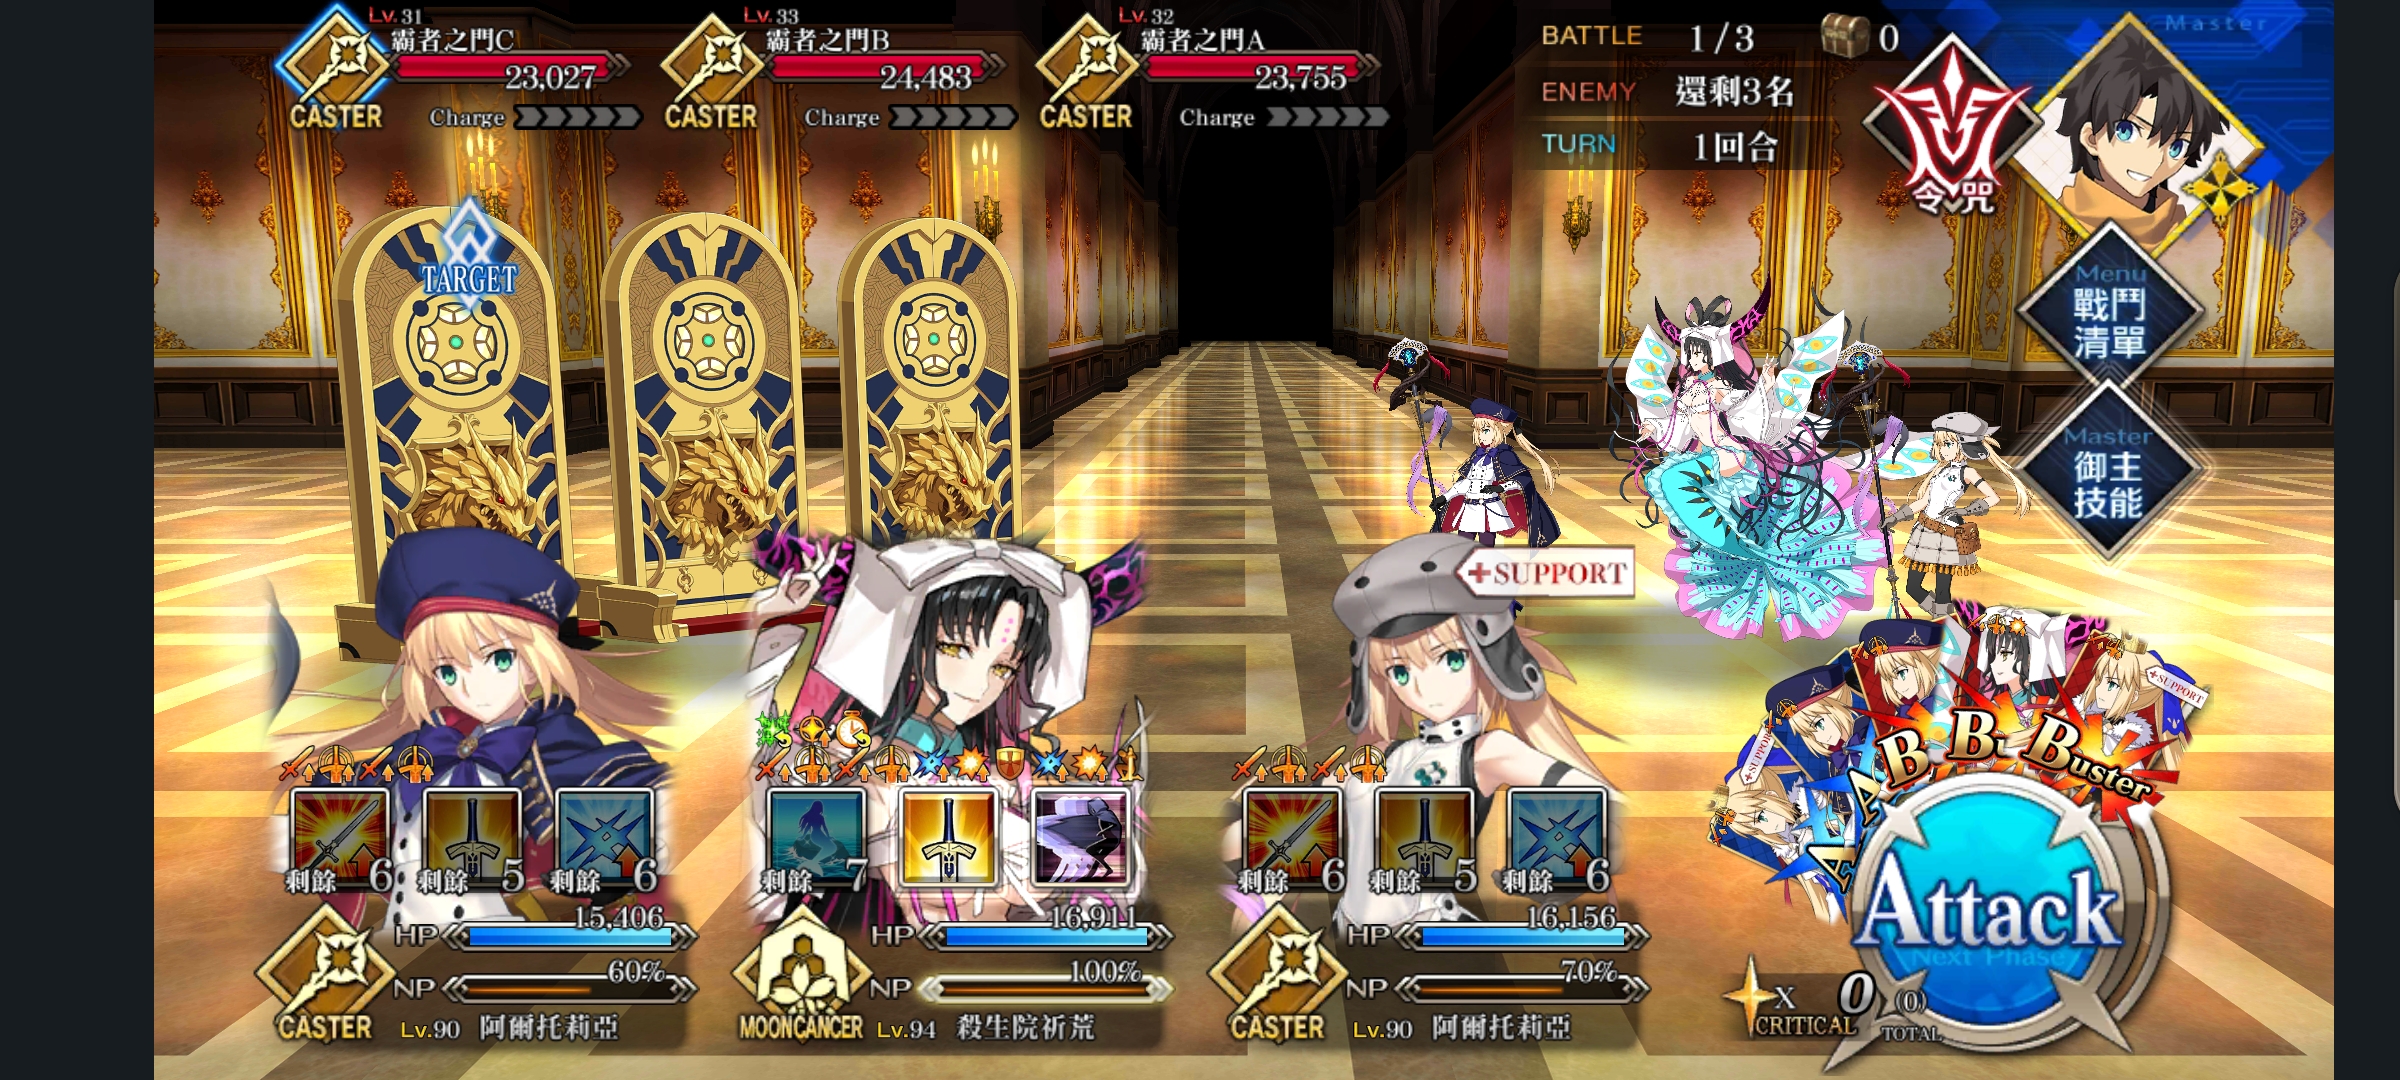 Lv.31
霸者之門C
23,027
CASTER
Charge
Lv.33
霸者之門B
24,483
CASTER
Charge
Lv.32
霸者之門A
23,755
CASTER
Charge
BATTLE 1/3
0
ENEMY 還剩3名
TURN 1回合
令咒
Master
Menu
戰鬥
清單
Master
御主
技能
TARGET
+SUPPORT
剩餘 6
剩餘 5
剩餘 6
HP 15,406
NP 60%
CASTER
Lv.90 阿爾托莉亞
剩餘 7
HP 16,911
NP 100%
MOONCANCER
Lv.94 殺生院祈荒
剩餘 6
剩餘 5
剩餘 6
HP 16,156
NP 70%
CASTER
Lv.90 阿爾托莉亞
+SUPPORT
+SUPPORT
A
A
B
Bu
Buster
Attack
Next Phase
X 0 (0)
CRITICAL TOTAL